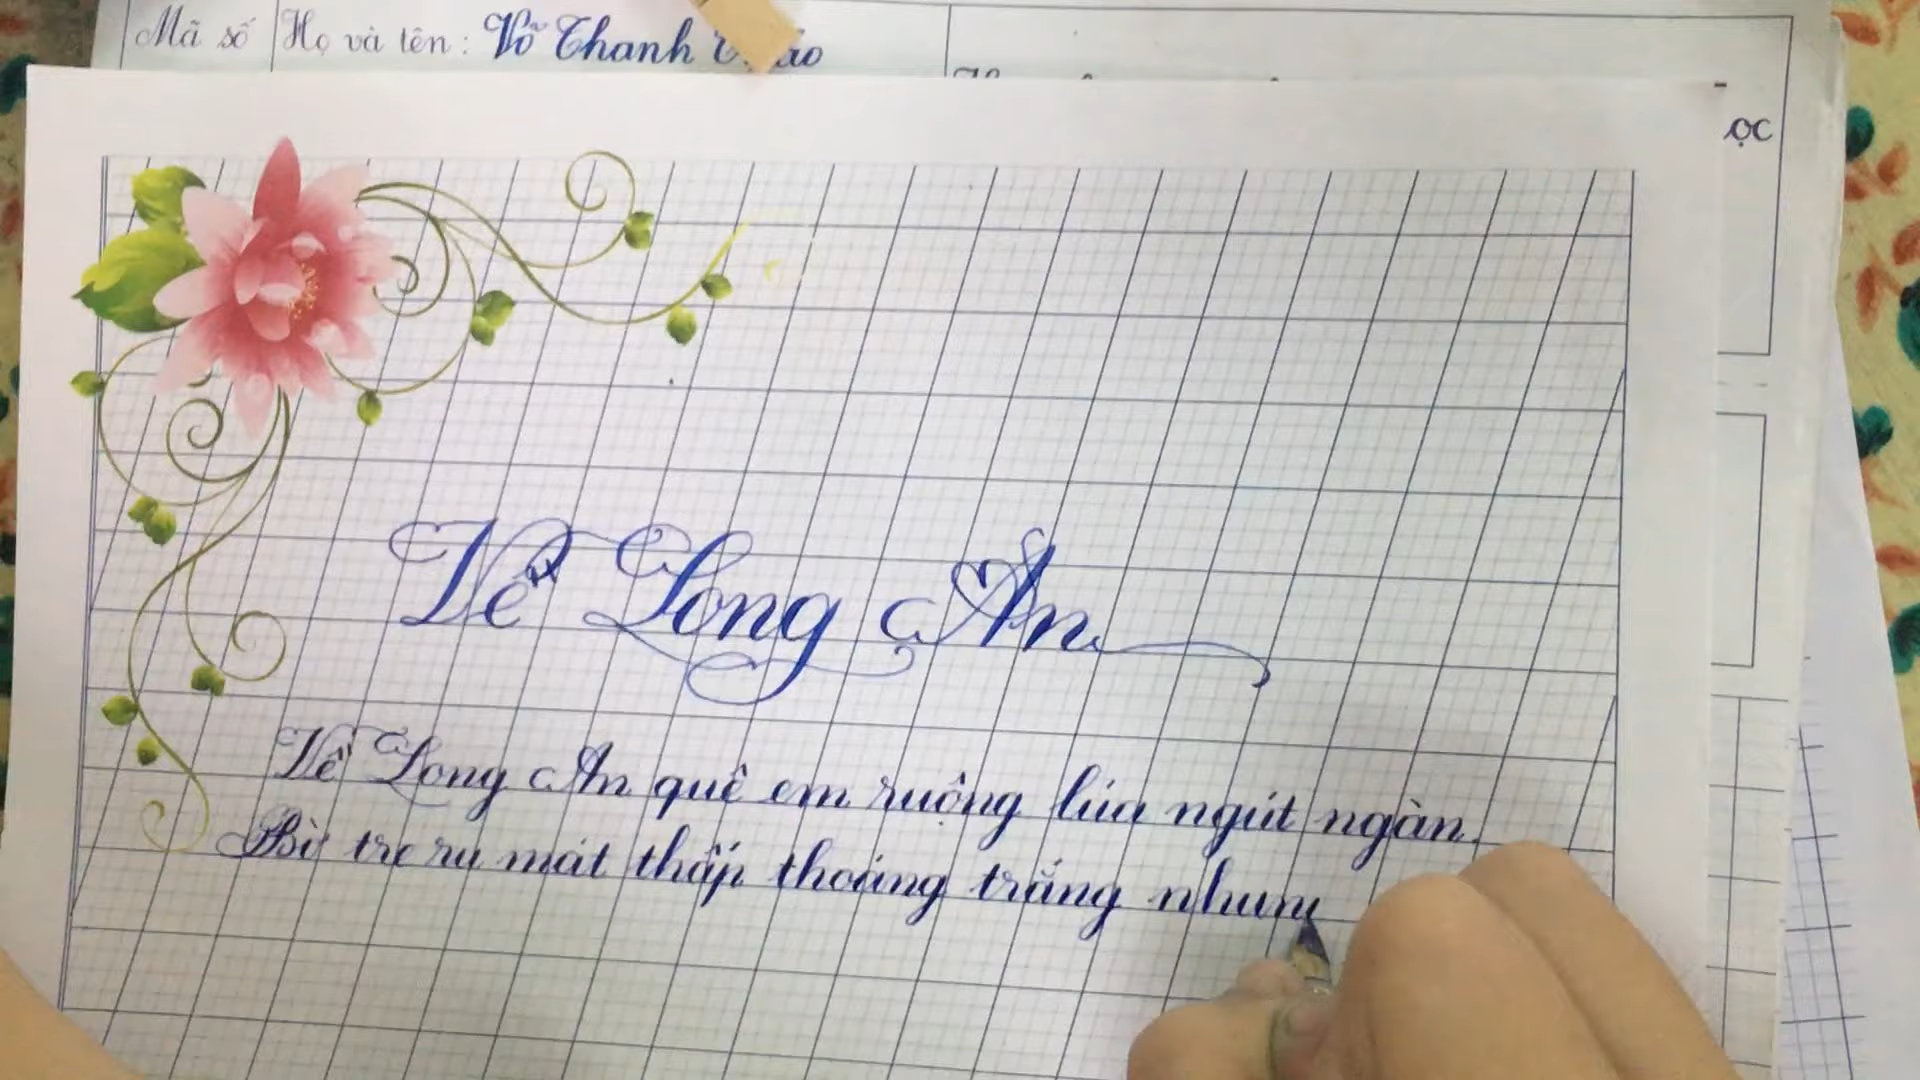 Mã số Họ và tên: Võ Thanh
ọc
Về Long An
Về Long An quê em ruộng lúa ngút ngàn.
Bờ tre ru mát thấp thoáng trắng nhưn